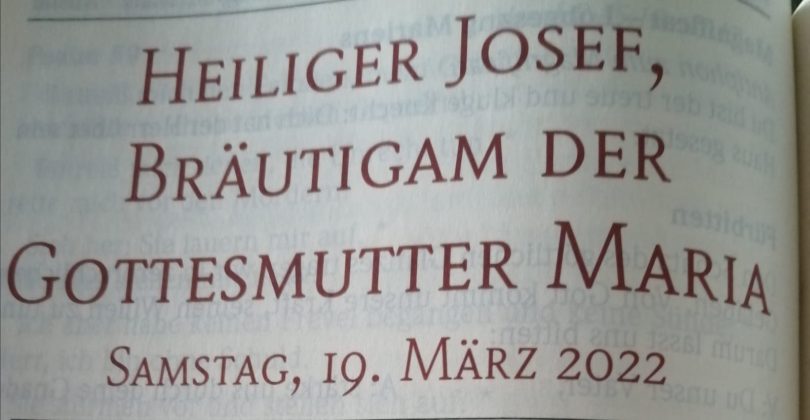 Heiliger Josef,
Bräutigam der
Gottesmutter Maria
Samstag, 19. März 2022